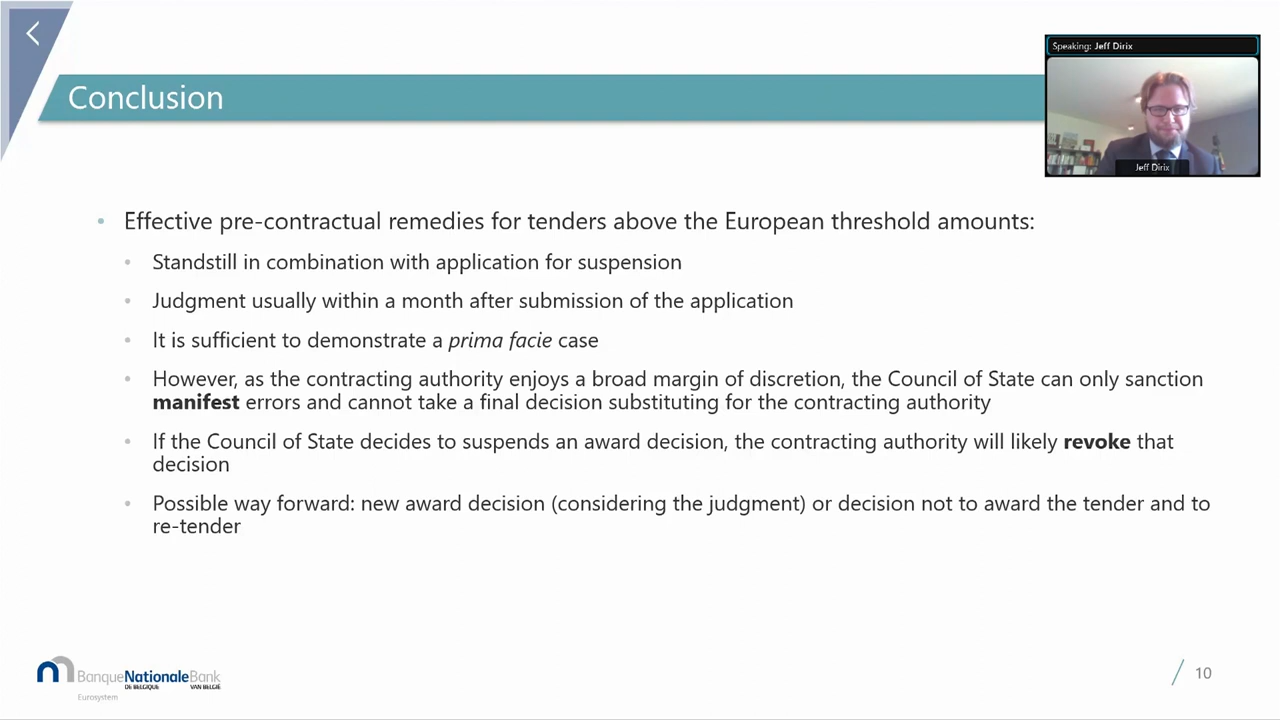 Speaking: Jeff Dirix
Conclusion
Jeff Dirix
• Effective pre-contractual remedies for tenders above the European threshold amounts:
• Standstill in combination with application for suspension
• Judgment usually within a month after submission of the application
• It is sufficient to demonstrate a prima facie case
• However, as the contracting authority enjoys a broad margin of discretion, the Council of State can only sanction
manifest errors and cannot take a final decision substituting for the contracting authority
• If the Council of State decides to suspends an award decision, the contracting authority will likely revoke that
decision
• Possible way forward: new award decision (considering the judgment) or decision not to award the tender and to
re-tender
BanqueNationaleBank
DE BELGIQUE VAN BELGIË
Eurosystem
10